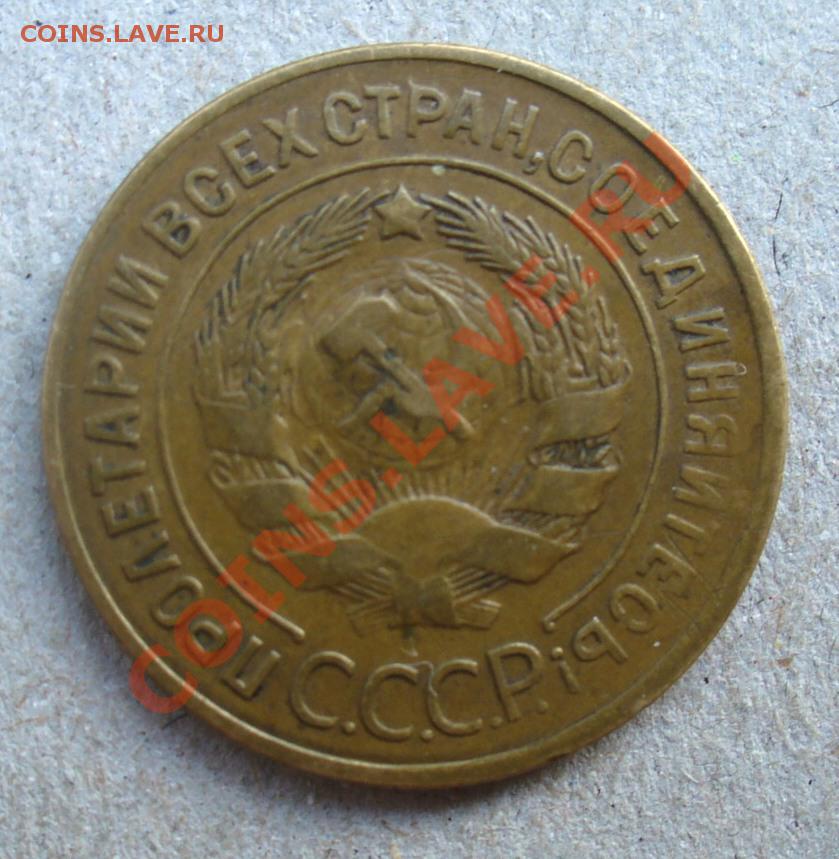 COINS.LAVE.RU
ПРОЛЕТАРИИ ВСЕХ СТРАН, СОЕДИНЯЙТЕСЬ!
С.С.С.Р.
COINS.LAVE.RU